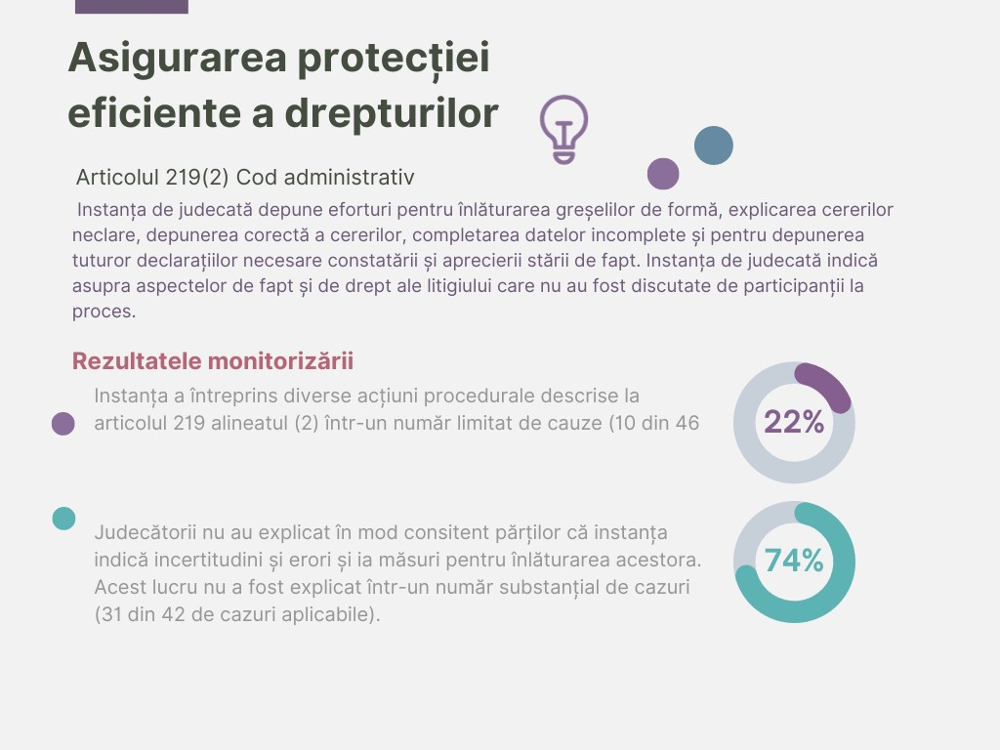 Asigurarea protecției
eficiente a drepturilor
Articolul 219(2) Cod administrativ
Instanța de judecată depune eforturi pentru înlăturarea greșelilor de formă, explicarea cererilor
neclare, depunerea corectă a cererilor, completarea datelor incomplete și pentru depunerea
tuturor declarațiilor necesare constatării și aprecierii stării de fapt. Instanța de judecată indică
asupra aspectelor de fapt și de drept ale litigiului care nu au fost discutate de participanții la
proces.
Rezultatele monitorizării
Instanța a întreprins diverse acțiuni procedurale descrise la
articolul 219 alineatul (2) într-un număr limitat de cauze (10 din 46
22%
Judecătorii nu au explicat în mod consitent părților că instanța
indică incertitudini și erori și ia măsuri pentru înlăturarea acestora.
Acest lucru nu a fost explicat într-un număr substanțial de cazuri
(31 din 42 de cazuri aplicabile).
74%